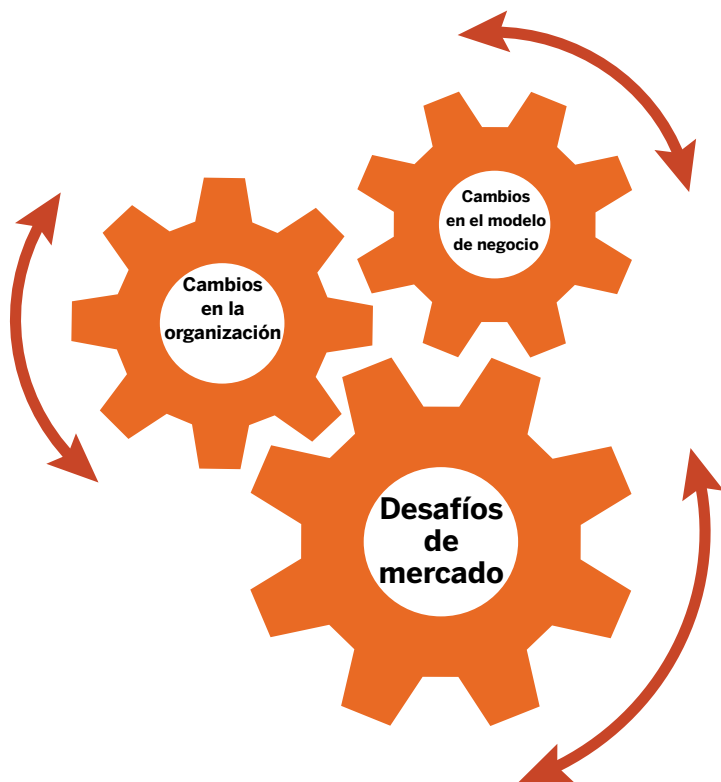 Cambios
en el modelo
de negocio
Cambios
en la
organización
Desafíos
de
mercado